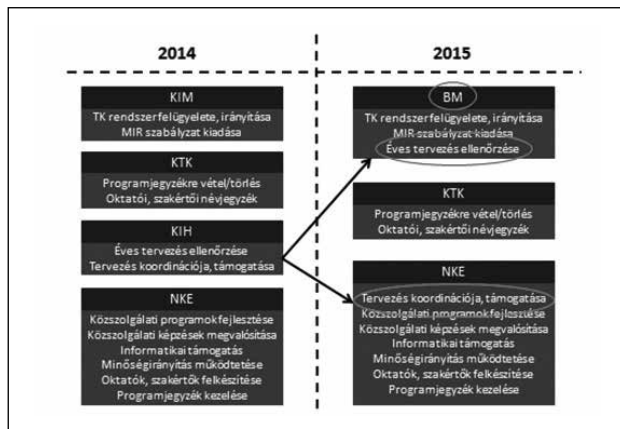 2014
KIM
TK rendszerfelügyelete, irányítása
MIR szabályzat kiadása
KTK
Programjegyzékre vétel/törlés
Oktatói, szakértői névjegyzék
KIH
Éves tervezés ellenőrzése
Tervezés koordinációja, támogatása
NKE
Közszolgálati programok fejlesztése
Közszolgálati képzések megvalósítása
Informatikai támogatás
Minőségirányítás működtetése
Oktatók, szakértők felkészítése
Programjegyzék kezelése
2015
BM
TK rendszerfelügyelete, irányítása
MIR szabályzat kiadása
Éves tervezés ellenőrzése
KTK
Programjegyzékre vétel/törlés
Oktatói, szakértői névjegyzék
NKE
Tervezés koordinációja, támogatása
Közszolgálati programok fejlesztése
Közszolgálati képzések megvalósítása
Informatikai támogatás
Minőségirányítás működtetése
Oktatók, szakértők felkészítése
Programjegyzék kezelése